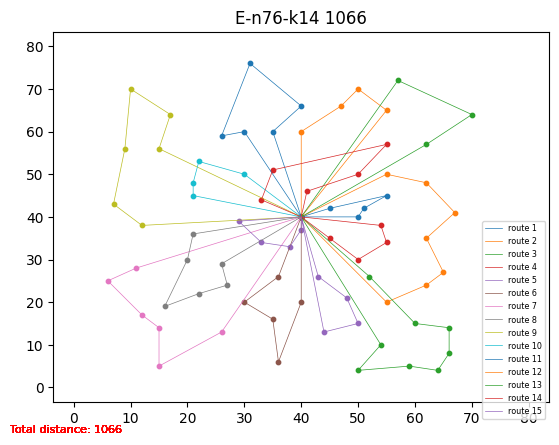 E-n76-k14 1066
80
70
60
50
40
30
20
10
0
0 10 20 30 40 50 60 70 80
route 1
route 2
route 3
route 4
route 5
route 6
route 7
route 8
route 9
route 10
route 11
route 12
route 13
route 14
route 15
Total distance: 1066